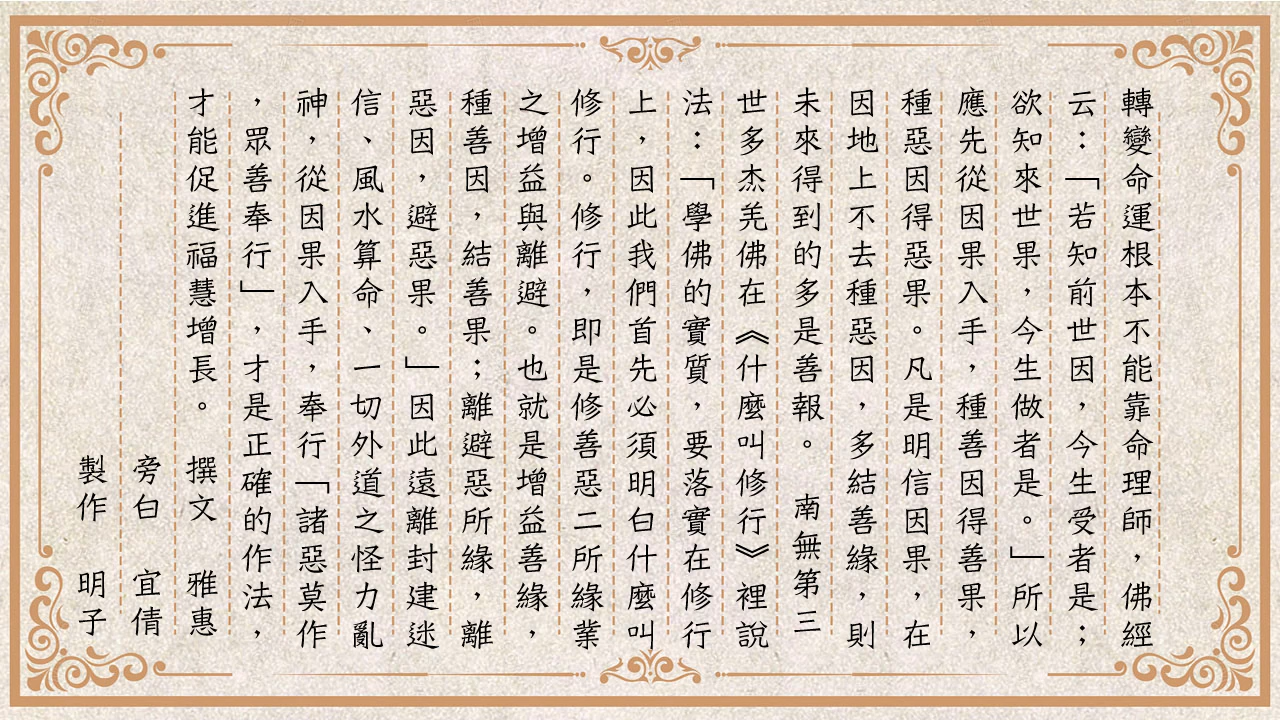 轉變命運根本不能靠命理師，佛經
云：「若知前世因，今生受者是；
欲知來世果，今生做者是。」所以
應先從因果入手，種善因得善果，
種惡因得惡果。凡是明信因果，在
因地上不去種惡因，多結善緣，則
未來得到的多是善報。 南無第三
世多杰羌佛在《什麼叫修行》裡說
法：「學佛的實質，要落實在修行
上，因此我們首先必須明白什麼叫
修行。修行，即是修善惡二所緣業
之增益與離避。也就是增益善緣，
種善因，結善果；離避惡所緣，離
惡因，避惡果。」因此遠離封建迷
信、風水算命、一切外道之怪力亂
神，從因果入手，奉行「諸惡莫作
，眾善奉行」，才是正確的作法，
才能促進福慧增長。 撰文 雅惠
旁白 宜倩
製作 明子